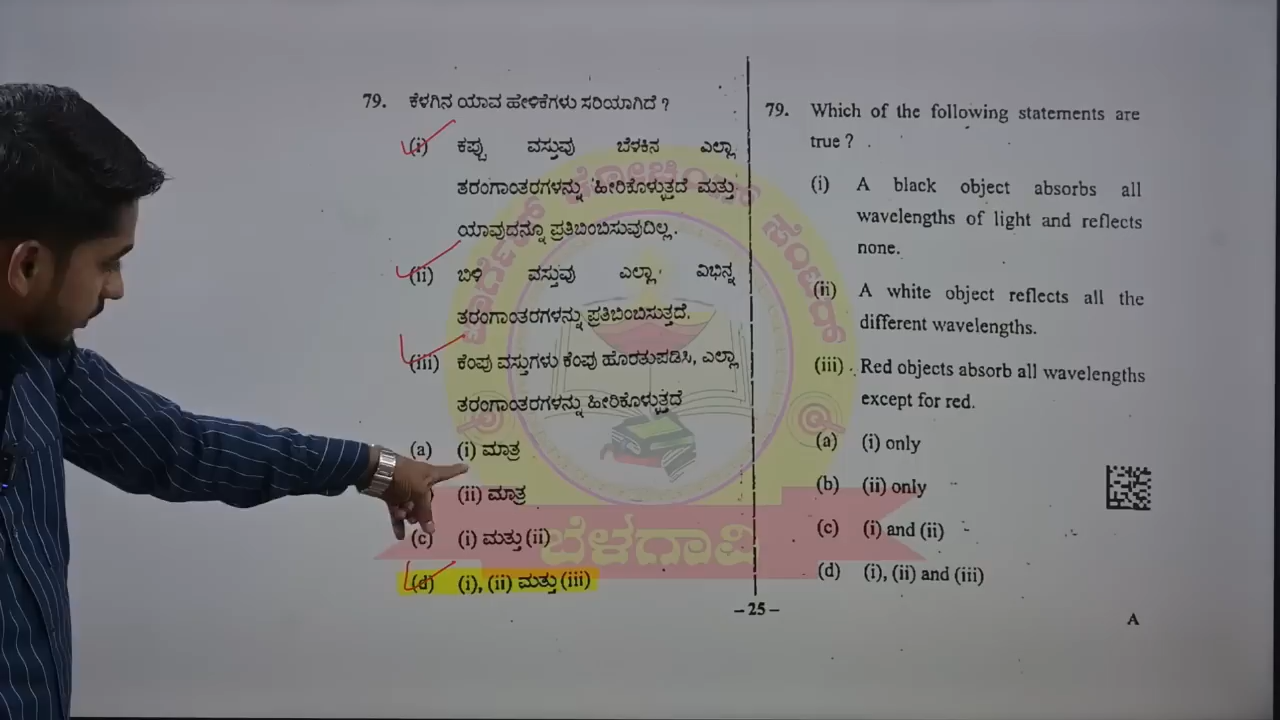 79. ಕೆಳಗಿನ ಯಾವ ಹೇಳಿಕೆಗಳು ಸರಿಯಾಗಿದೆ ?
(i) ಕಪ್ಪು ವಸ್ತುವು ಬೆಳಕಿನ ಎಲ್ಲಾ
ತರಂಗಾಂತರಗಳನ್ನು ಹೀರಿಕೊಳ್ಳುತ್ತದೆ ಮತ್ತು
ಯಾವುದನ್ನೂ ಪ್ರತಿಬಿಂಬಿಸುವುದಿಲ್ಲ.
(ii) ಬಿಳಿ ವಸ್ತುವು ಎಲ್ಲಾ ವಿಭಿನ್ನ
ತರಂಗಾಂತರಗಳನ್ನು ಪ್ರತಿಬಿಂಬಿಸುತ್ತದೆ.
(iii) ಕೆಂಪು ವಸ್ತುಗಳು ಕೆಂಪು ಹೊರತುಪಡಿಸಿ, ಎಲ್ಲಾ
ತರಂಗಾಂತರಗಳನ್ನು ಹೀರಿಕೊಳ್ಳುತ್ತದೆ
(a) (i) ಮಾತ್ರ
(ii) ಮಾತ್ರ
(c) (i) ಮತ್ತು (ii)
(d) (i), (ii) ಮತ್ತು (iii)
79. Which of the following statements are
true ?
(i) A black object absorbs all
wavelengths of light and reflects
none.
(ii) A white object reflects all the
different wavelengths.
(iii) Red objects absorb all wavelengths
except for red.
(a) (i) only
(b) (ii) only
(c) (i) and (ii)
(d) (i), (ii) and (iii)
– 25 –
A
ಟಾರ್ಗೆಟ್ ಕೋಚಿಂಗ್ ಸೆಂಟರ್
ಬೆಳಗಾವಿ